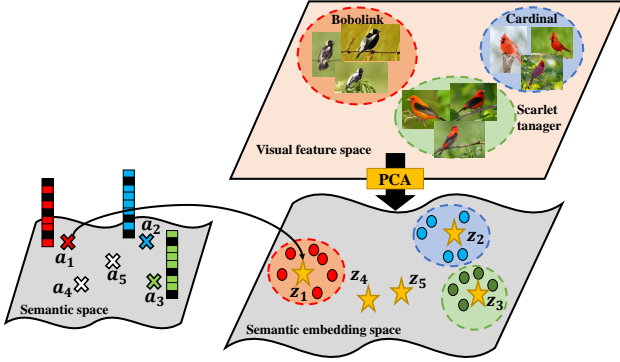 Bobolink
Cardinal
Scarlet
tanager
Visual feature space
PCA
a₁
a₂
a₃
a₄
a₅
Semantic space
z₁
z₂
z₃
z₄
z₅
Semantic embedding space